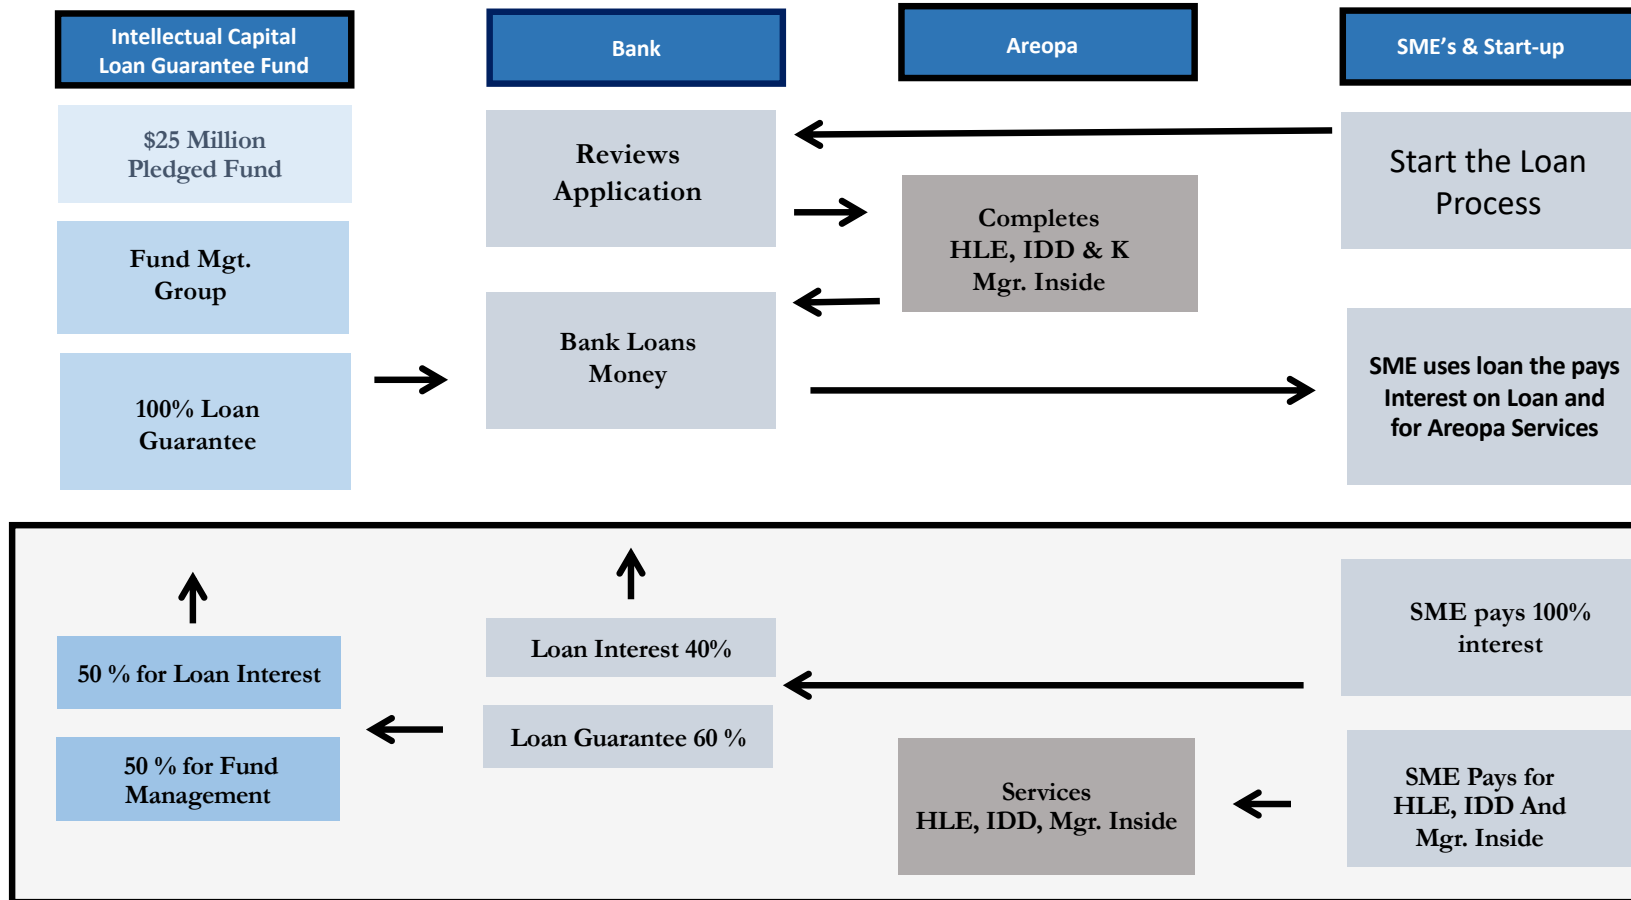 Intellectual Capital
Loan Guarantee Fund
Bank
Areopa
SME's & Start-up
$25 Million
Pledged Fund
Fund Mgt.
Group
100% Loan
Guarantee
Reviews
Application
Bank Loans
Money
Completes
HLE, IDD & K
Mgr. Inside
Start the Loan
Process
SME uses loan the pays
Interest on Loan and
for Areopa Services
50 % for Loan Interest
50 % for Fund
Management
Loan Interest 40%
Loan Guarantee 60 %
Services
HLE, IDD, Mgr. Inside
SME pays 100%
interest
SME Pays for
HLE, IDD And
Mgr. Inside